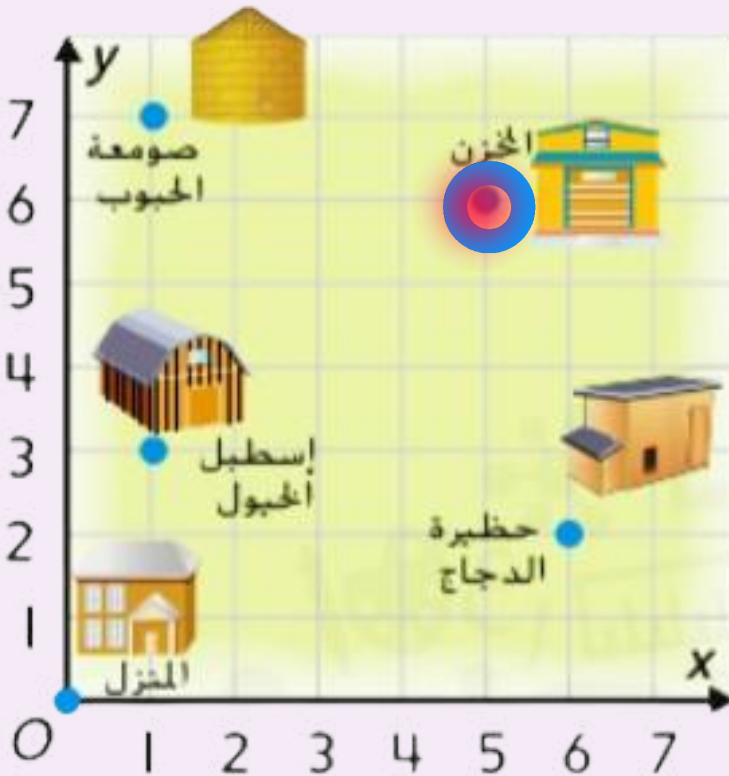 y
7
صومعة
الحبوب
المخزن
6
5
4
3
إسطبل
الخيول
2
حظيرة
الدجاج
1
المنزل
x
O
1 2 3 4 5 6 7